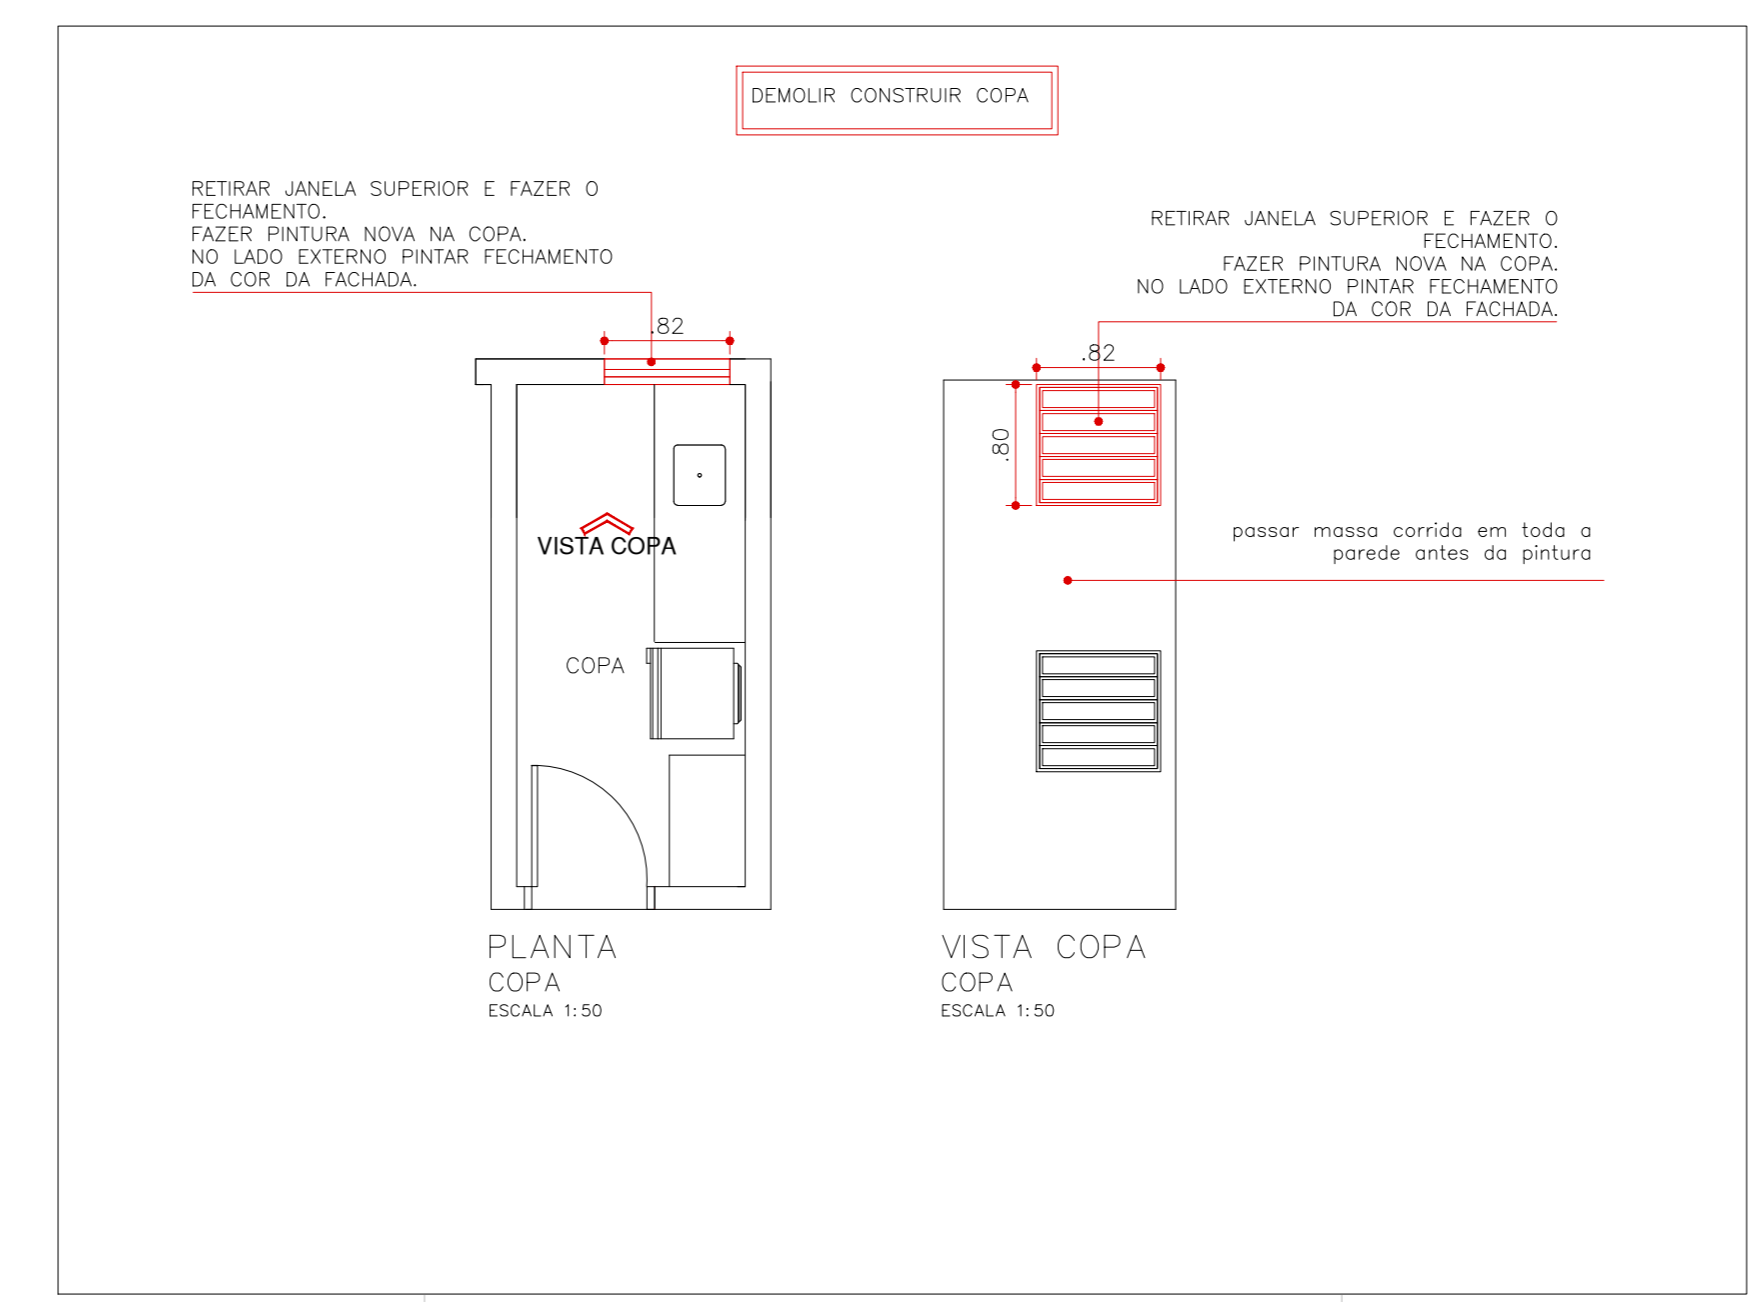 DEMOLIR CONSTRUIR COPA
RETIRAR JANELA SUPERIOR E FAZER O
FECHAMENTO.
FAZER PINTURA NOVA NA COPA.
NO LADO EXTERNO PINTAR FECHAMENTO
DA COR DA FACHADA.
.82
VISTA COPA
COPA
PLANTA
COPA
ESCALA 1:50
RETIRAR JANELA SUPERIOR E FAZER O
FECHAMENTO.
FAZER PINTURA NOVA NA COPA.
NO LADO EXTERNO PINTAR FECHAMENTO
DA COR DA FACHADA.
.82
.80
passar massa corrida em toda a
parede antes da pintura
VISTA COPA
COPA
ESCALA 1:50